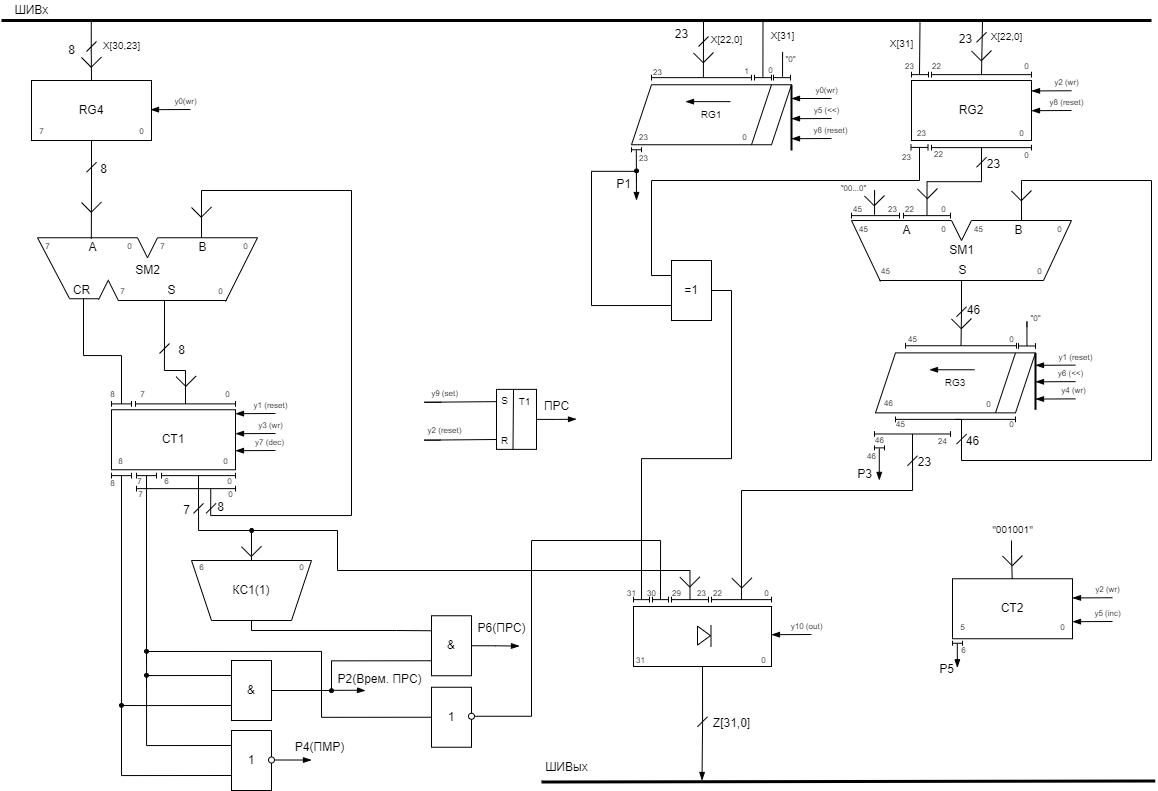 ШИВх
8 X[30,23]
23 X[22,0] X[31] "0"
X[31] 23 X[22,0]
23 1 0
23 22 0
RG4
y0(wr)
7 0
RG1
y0(wr)
y5 (<<)
y8 (reset)
23 0
23
P1
RG2
y2 (wr)
y8 (reset)
23 0
23 22 0
23
8
"00...0"
45 23 22 0
7 A 0 7 B 0
SM2
CR 7 S 0
45 A 0 45 B 0
SM1
45 S 0
=1
46
8
"0"
45 0
RG3
y1 (reset)
y6 (<<)
y4 (wr)
46 0
45 0
46 24
46
46
P3
23
8 7 0
CT1
y1 (reset)
y3 (wr)
y7 (dec)
8 0
8 7 6 0
7 0
7 8
y9 (set)
y2 (reset)
S T1
R
ПРС
6 0
КС1(1)
"001001"
CT2
y2 (wr)
y5 (inc)
5 0
6
P5
31 30 29 23 22 0
y10 (out)
31 0
&
P6(ПРС)
&
P2(Врем. ПРС)
1
1
P4(ПМР)
Z[31,0]
ШИВых